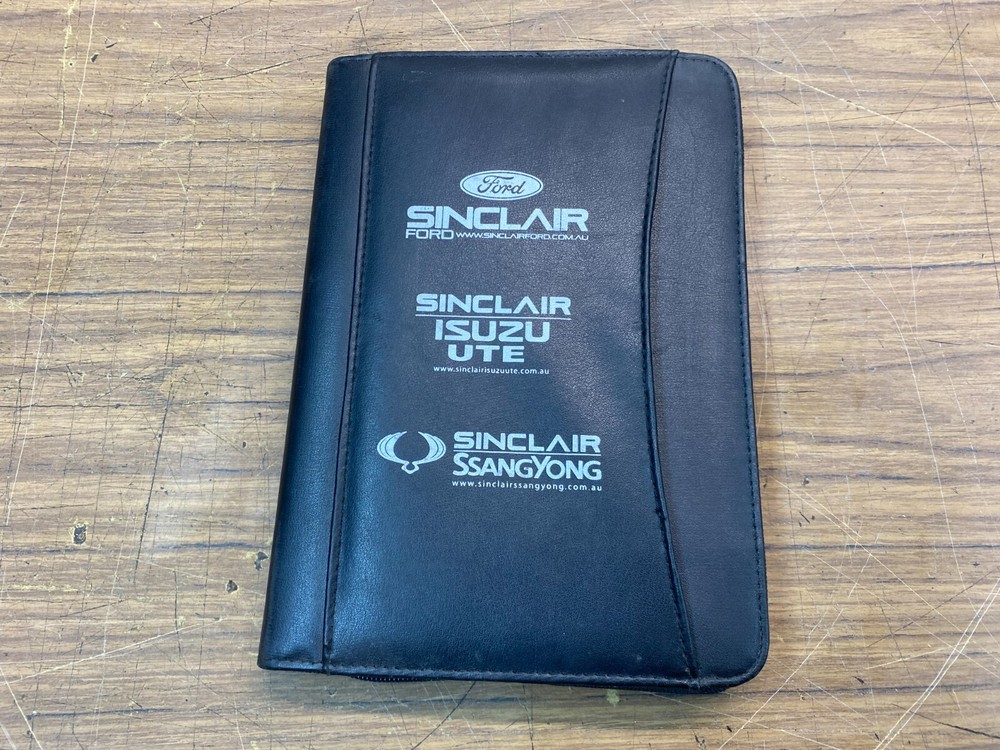 Ford
SINCLAIR
FORD WWW.SINCLAIRFORD.COM.AU
SINCLAIR
ISUZU
UTE
www.sinclairisuzuute.com.au
SINCLAIR
SSANGYONG
www.sinclairssangyong.com.au